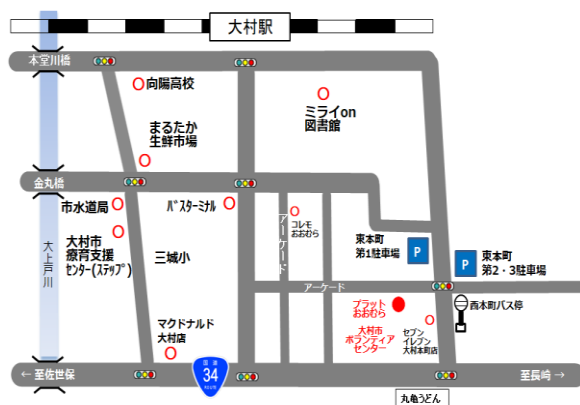 大村駅
本堂川橋
向陽高校
ミライon
図書館
まるたか
生鮮市場
金丸橋
市水道局
バスターミナル
コレモ
おおむら
アーケード
東本町
第1駐車場
P
P
東本町
第2・3駐車場
大上戸川
大村市
療育支援
センター(ステップ)
三城小
アーケード
プラット
おおむら
西本町バス停
大村市
ボランティア
センター
セブン
イレブン
大村本町店
マクドナルド
大村店
国道
34
ROUTE
← 至佐世保
至長崎 →
丸亀うどん